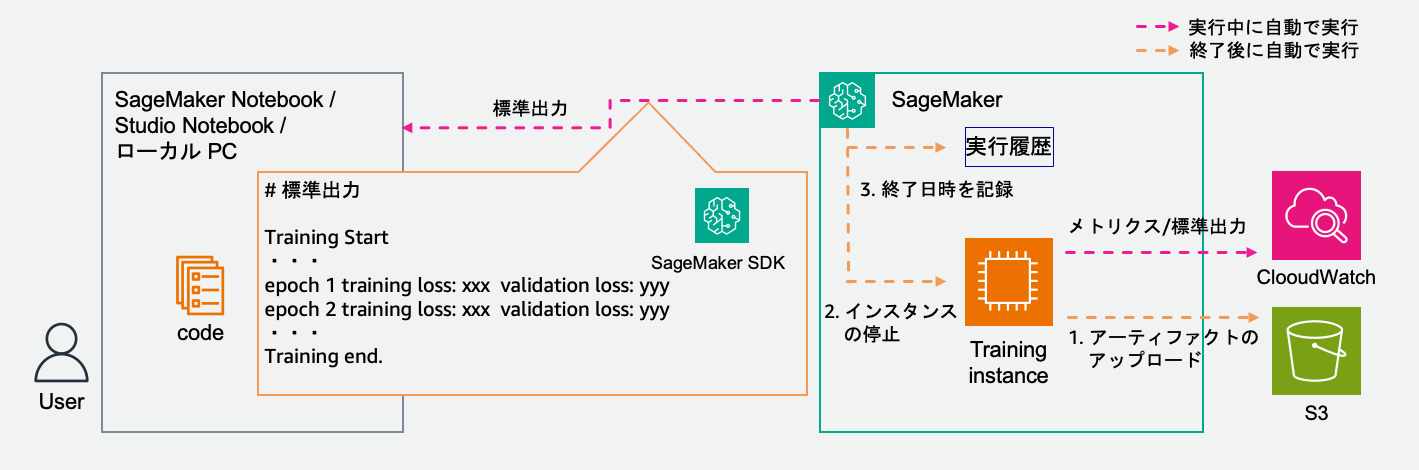 実行中に自動で実行
終了後に自動で実行
SageMaker Notebook /
Studio Notebook /
ローカル PC
標準出力
SageMaker
実行履歴
3. 終了日時を記録
# 標準出力
Training Start
・・・
epoch 1 training loss: xxx validation loss: yyy
epoch 2 training loss: xxx validation loss: yyy
・・・
Training end.
SageMaker SDK
code
User
メトリクス/標準出力
ClooudWatch
2. インスタンス
の停止
Training
instance
1. アーティファクトの
アップロード
S3